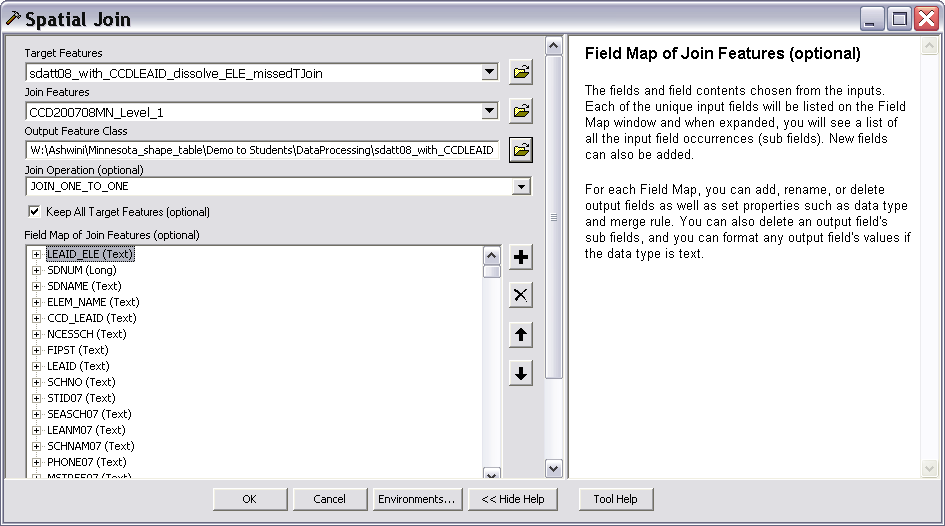 Spatial Join
Target Features
sdatt08_with_CCDLEAID_dissolve_ELE_missedTJoin
Join Features
CCD200708MN_Level_1
Output Feature Class
W:\Ashwini\Minnesota_shape_table\Demo to Students\DataProcessing\sdatt08_with_CCDLEAID
Join Operation (optional)
JOIN_ONE_TO_ONE
Keep All Target Features (optional)
Field Map of Join Features (optional)
LEAID_ELE (Text)
SDNUM (Long)
SDNAME (Text)
ELEM_NAME (Text)
CCD_LEAID (Text)
NCESSCH (Text)
FIPST (Text)
LEAID (Text)
SCHNO (Text)
STID07 (Text)
SEASCH07 (Text)
LEANM07 (Text)
SCHNAM07 (Text)
PHONE07 (Text)
MSTREE07 (Text)
OK
Cancel
Environments...
<< Hide Help
Tool Help
Field Map of Join Features (optional)
The fields and field contents chosen from the inputs.
Each of the unique input fields will be listed on the Field
Map window and when expanded, you will see a list of
all the input field occurrences (sub fields). New fields
can also be added.
For each Field Map, you can add, rename, or delete
output fields as well as set properties such as data type
and merge rule. You can also delete an output field's
sub fields, and you can format any output field's values if
the data type is text.